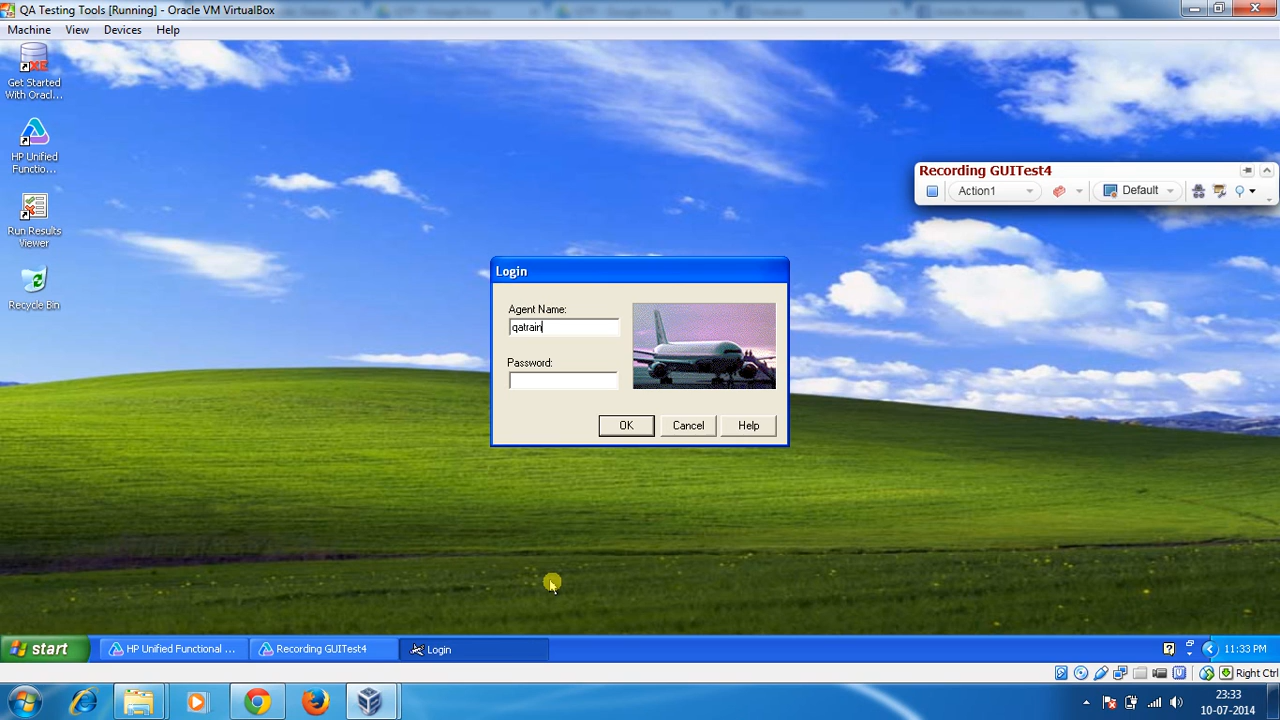 QA Testing Tools [Running] - Oracle VM VirtualBox
Machine View Devices Help
Get Started
With Oracl...
HP Unified
Functio...
Run Results
Viewer
Recycle Bin
Recording GUITest4
Action1
Default
Login
Agent Name:
qatrain
Password:
OK Cancel Help
start
HP Unified Functional ...
Recording GUITest4
Login
11:33 PM
Right Ctrl
23:33
10-07-2014